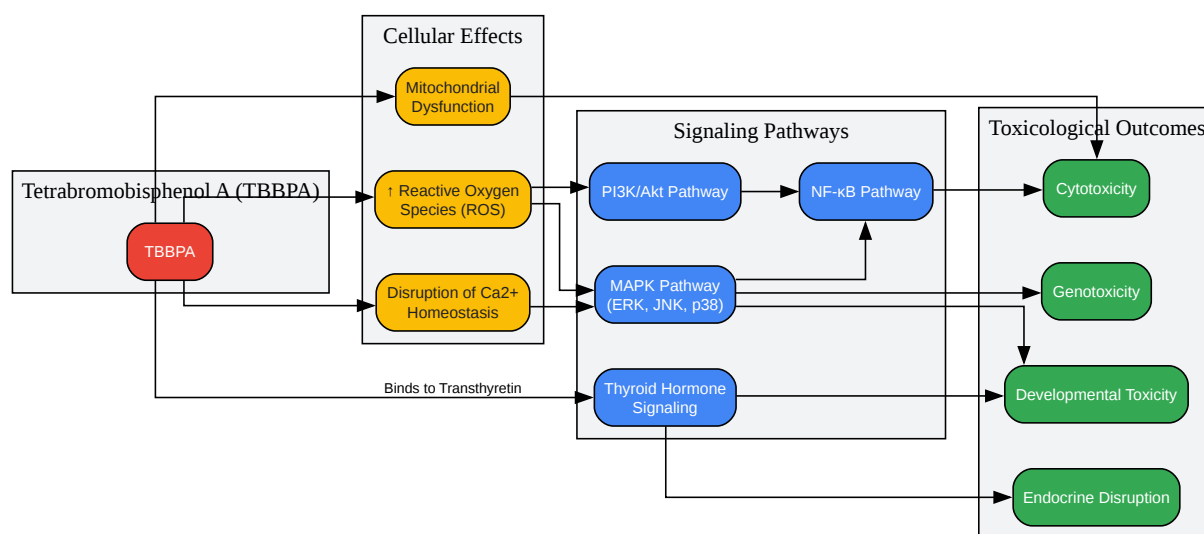 Cellular Effects
Mitochondrial
Dysfunction
Signaling Pathways
Toxicological Outcomes
Tetrabromobisphenol A (TBBPA)
↑ Reactive Oxygen
Species (ROS)
PI3K/Akt Pathway
NF-κB Pathway
Cytotoxicity
TBBPA
Disruption of Ca2+
Homeostasis
MAPK Pathway
(ERK, JNK, p38)
Genotoxicity
Binds to Transthyretin
Thyroid Hormone
Signaling
Developmental Toxicity
Endocrine Disruption